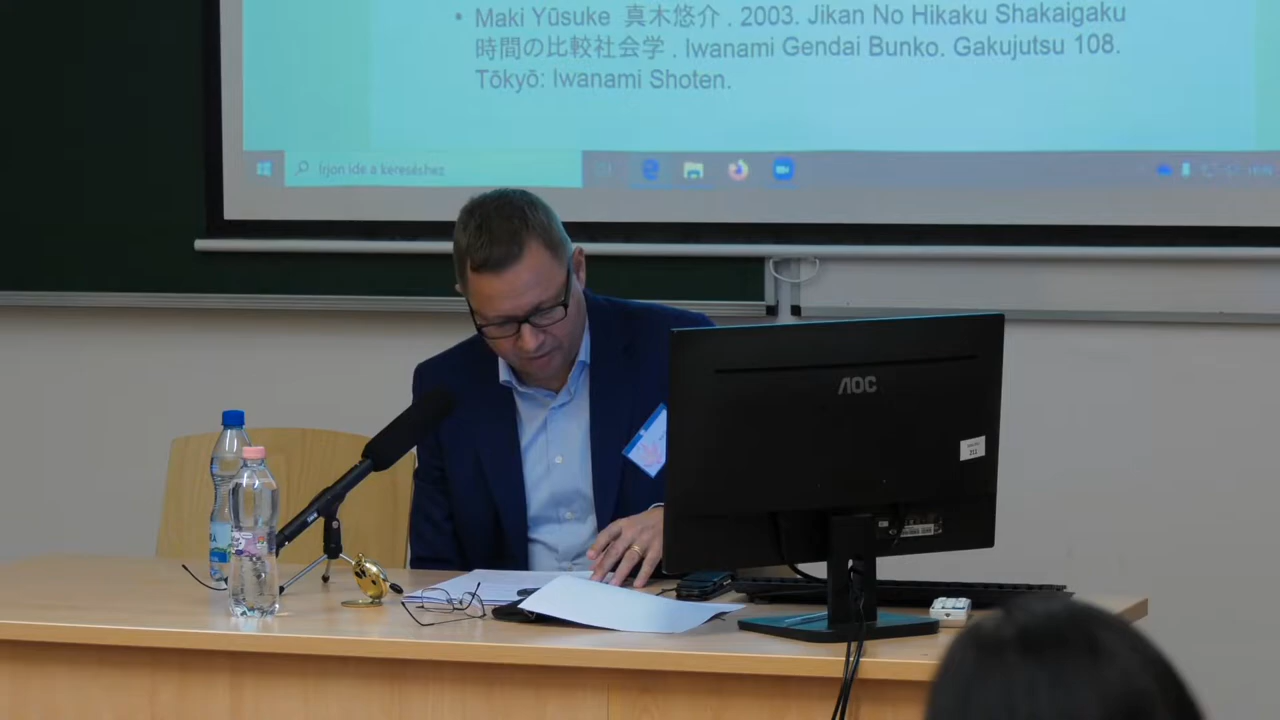 • Maki Yūsuke 真木悠介 . 2003. Jikan No Hikaku Shakaigaku
時間の比較社会学 . Iwanami Gendai Bunko. Gakujutsu 108.
Tōkyō: Iwanami Shoten.
Írjon ide a kereséshez
AOC